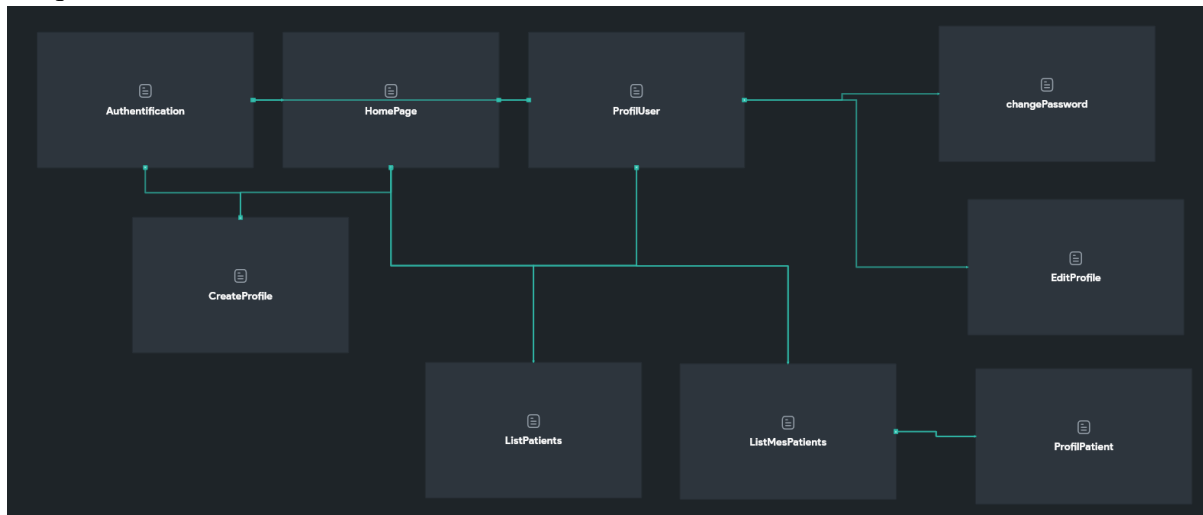 Authentification
HomePage
ProfilUser
changePassword
CreateProfile
EditProfile
ListPatients
ListMesPatients
ProfilPatient